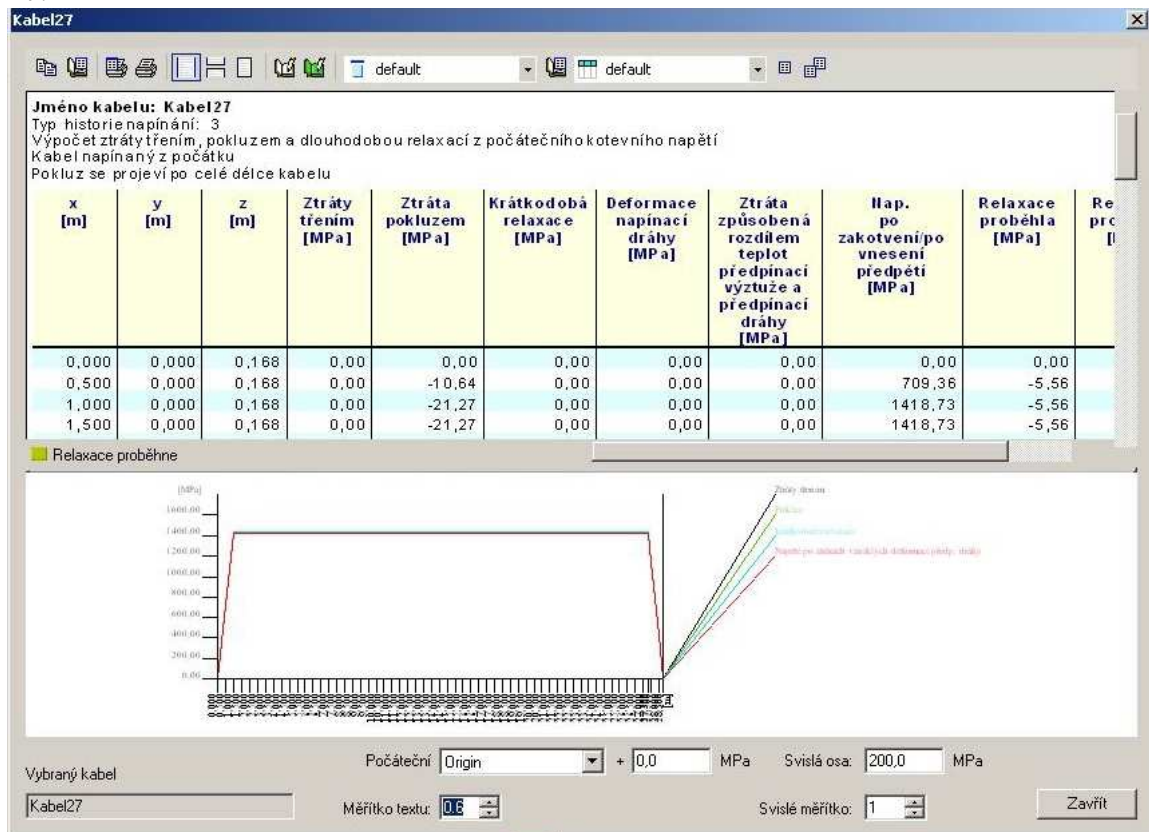 Kabel27
default default
Jméno kabelu: Kabel27
Typ historie napínání: 3
Výpočet ztráty třením, pokluzem a dlouhodobou relaxací z počátečního kotevního napětí
Kabel napínaný z počátku
Pokluz se projeví po celé délce kabelu
x [m] y [m] z [m] Ztráty třením [MPa] Ztráta pokluzem [MPa] Krátkodobá relaxace [MPa] Deformace napínací dráhy [MPa] Ztráta způsobená rozdílem teplot předpínací výztuže a předpínací dráhy [MPa] Nap. po zakotvení/po vnesení předpětí [MPa] Relaxace proběhla [MPa]
0,000 0,000 0,168 0,00 0,00 0,00 0,00 0,00 0,00 0,00
0,500 0,000 0,168 0,00 -10,64 0,00 0,00 0,00 709,36 -5,56
1,000 0,000 0,168 0,00 -21,27 0,00 0,00 0,00 1418,73 -5,56
1,500 0,000 0,168 0,00 -21,27 0,00 0,00 0,00 1418,73 -5,56
Relaxace proběhne
[MPa]
1600.00
1400.00
1200.00
1000.00
800.00
600.00
400.00
200.00
0.00
Počáteční Origin + 0,0 MPa Svislá osa: 200,0 MPa
Vybraný kabel
Kabel27 Měřítko textu: 0.6 Svislé měřítko: 1 Zavřít